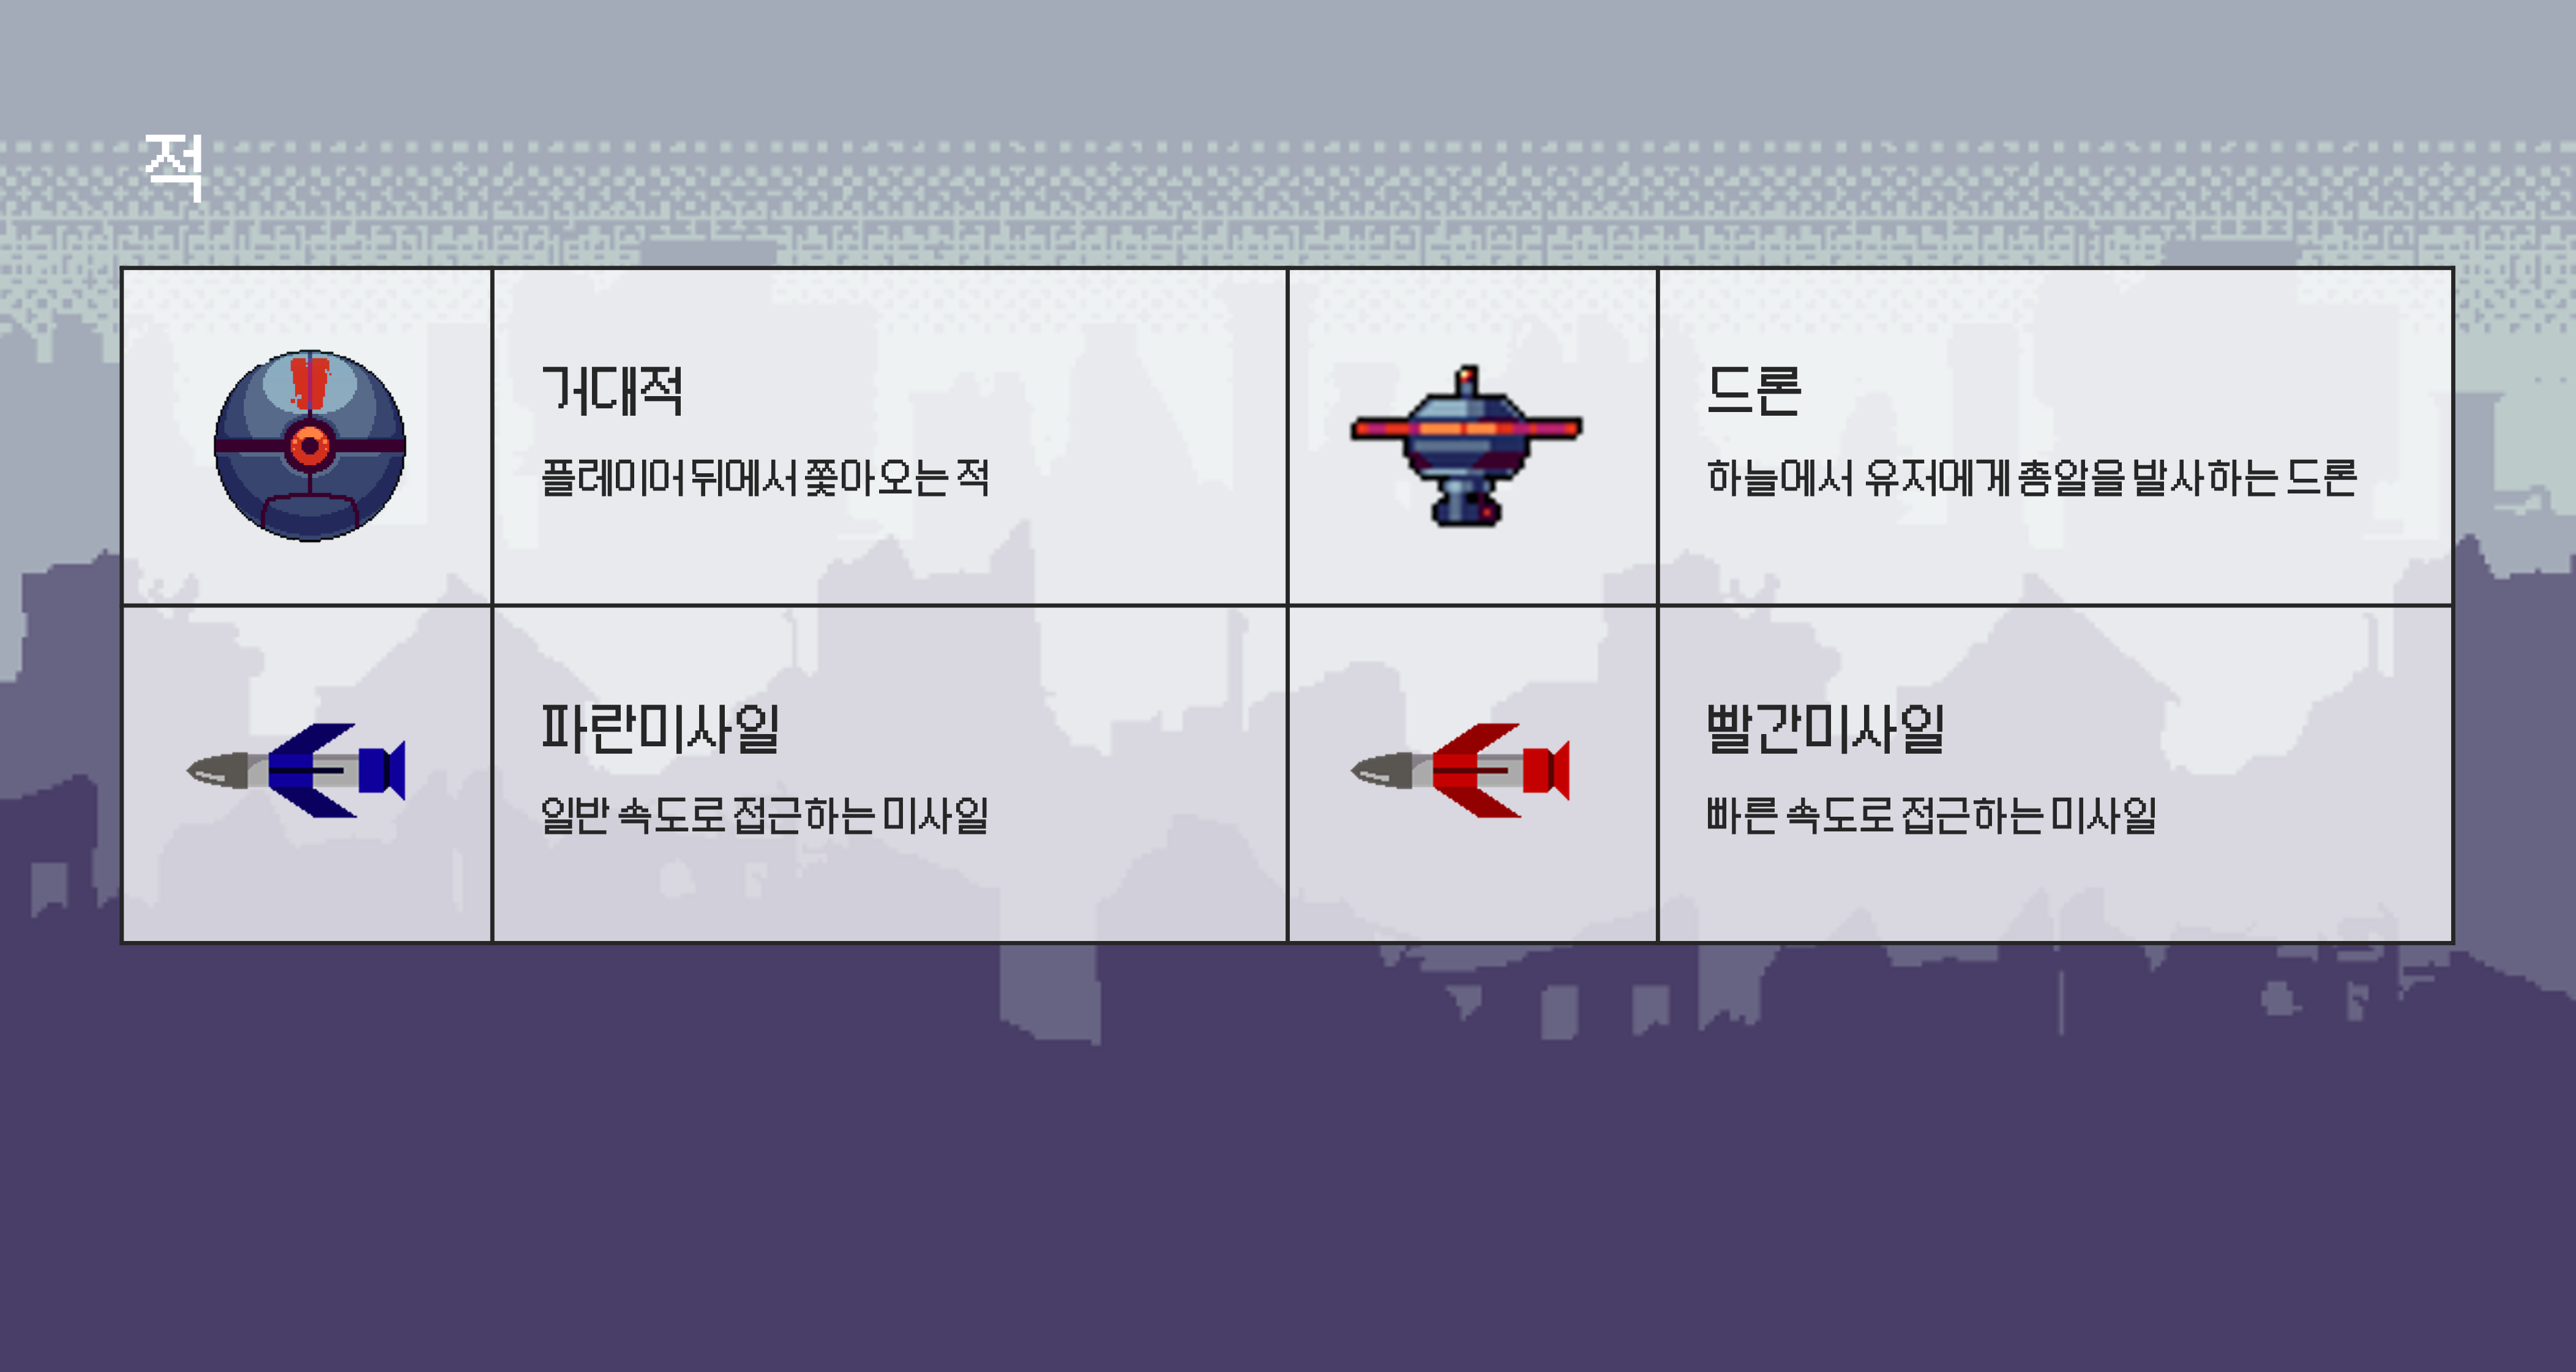 적
거대적
플레이어 뒤에서 쫓아오는 적
드론
하늘에서 유저에게 총알을 발사하는 드론
파란미사일
일반 속도로 접근하는 미사일
빨간미사일
빠른 속도로 접근하는 미사일